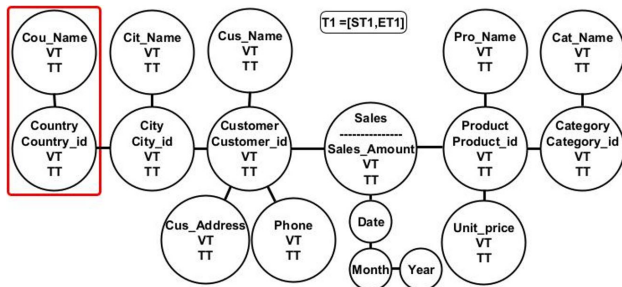 T1 =[ST1,ET1]
Cou_Name
VT
TT
Cit_Name
VT
TT
Cus_Name
VT
TT
Pro_Name
VT
TT
Cat_Name
VT
TT
Country
Country_id
VT
TT
City
City_id
VT
TT
Customer
Customer_id
VT
TT
Sales
---------------
Sales_Amount
VT
TT
Product
Product_id
VT
TT
Category
Category_id
VT
TT
Cus_Address
VT
TT
Phone
VT
TT
Date
Month
Year
Unit_price
VT
TT